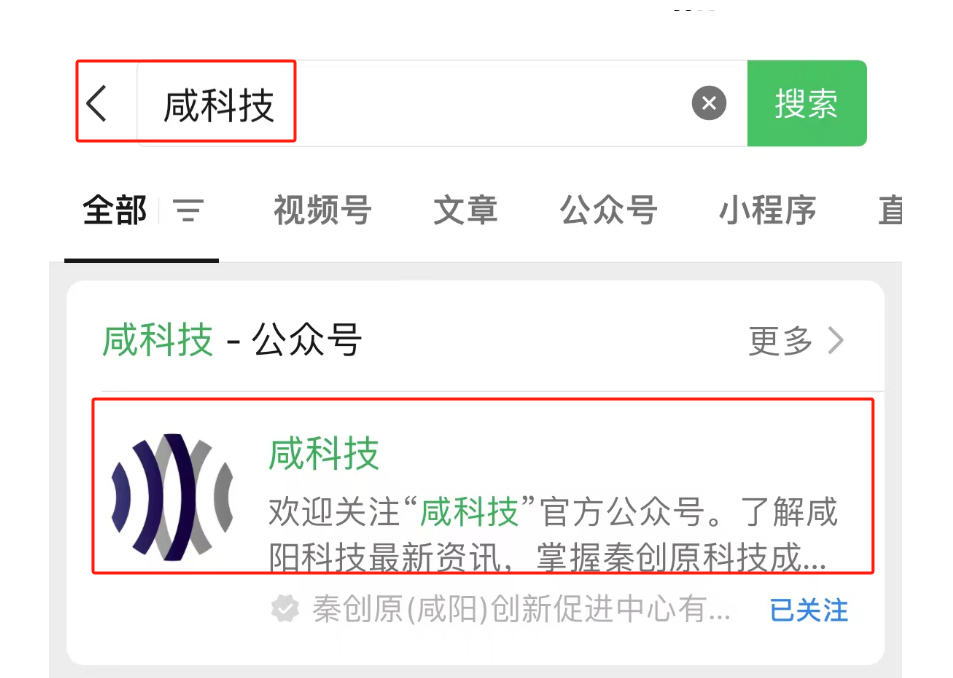 咸科技 搜索
全部 视频号 文章 公众号 小程序 直
咸科技 - 公众号 更多
咸科技
欢迎关注“咸科技”官方公众号。了解咸
阳科技最新资讯，掌握秦创原科技成...
秦创原(咸阳)创新促进中心有... 已关注